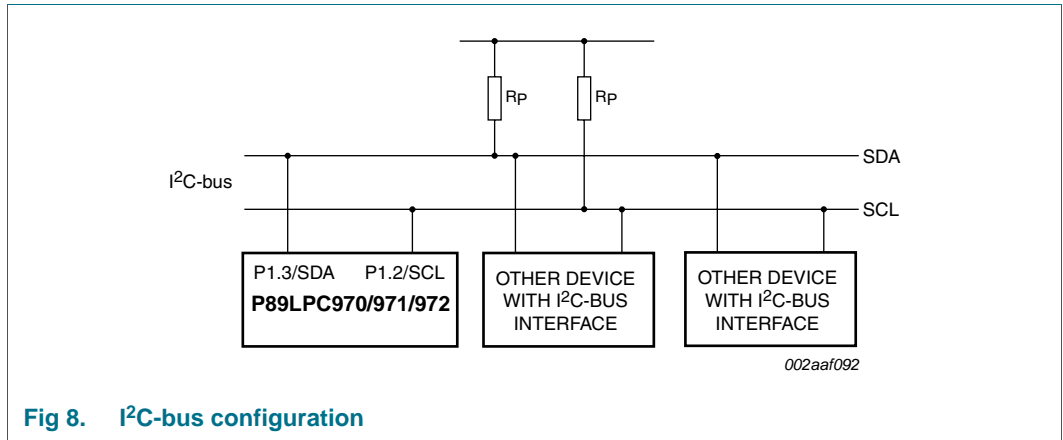 RP RP
SDA
I²C-bus
SCL
P1.3/SDA P1.2/SCL
P89LPC970/971/972
OTHER DEVICE
WITH I²C-BUS
INTERFACE
OTHER DEVICE
WITH I²C-BUS
INTERFACE
002aaf092
Fig 8. I²C-bus configuration